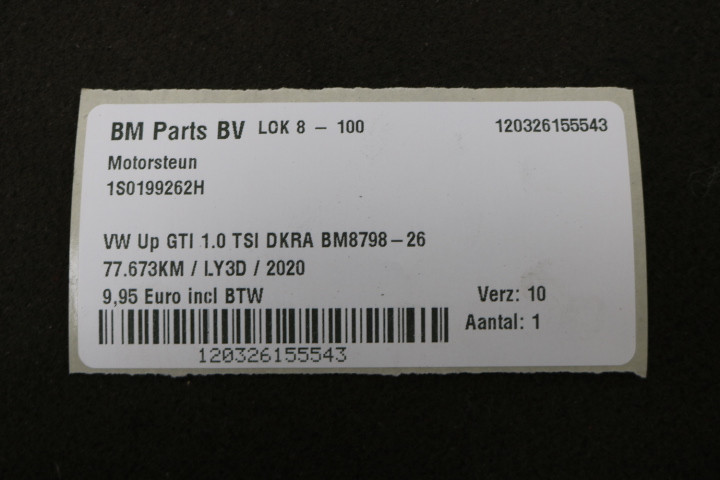 BM Parts BV LOK 8 - 100 120326155543
Motorsteun
1S0199262H
VW Up GTI 1.0 TSI DKRA BM8798-26
77.673KM / LY3D / 2020
9,95 Euro incl BTW Verz: 10
Aantal: 1
120326155543